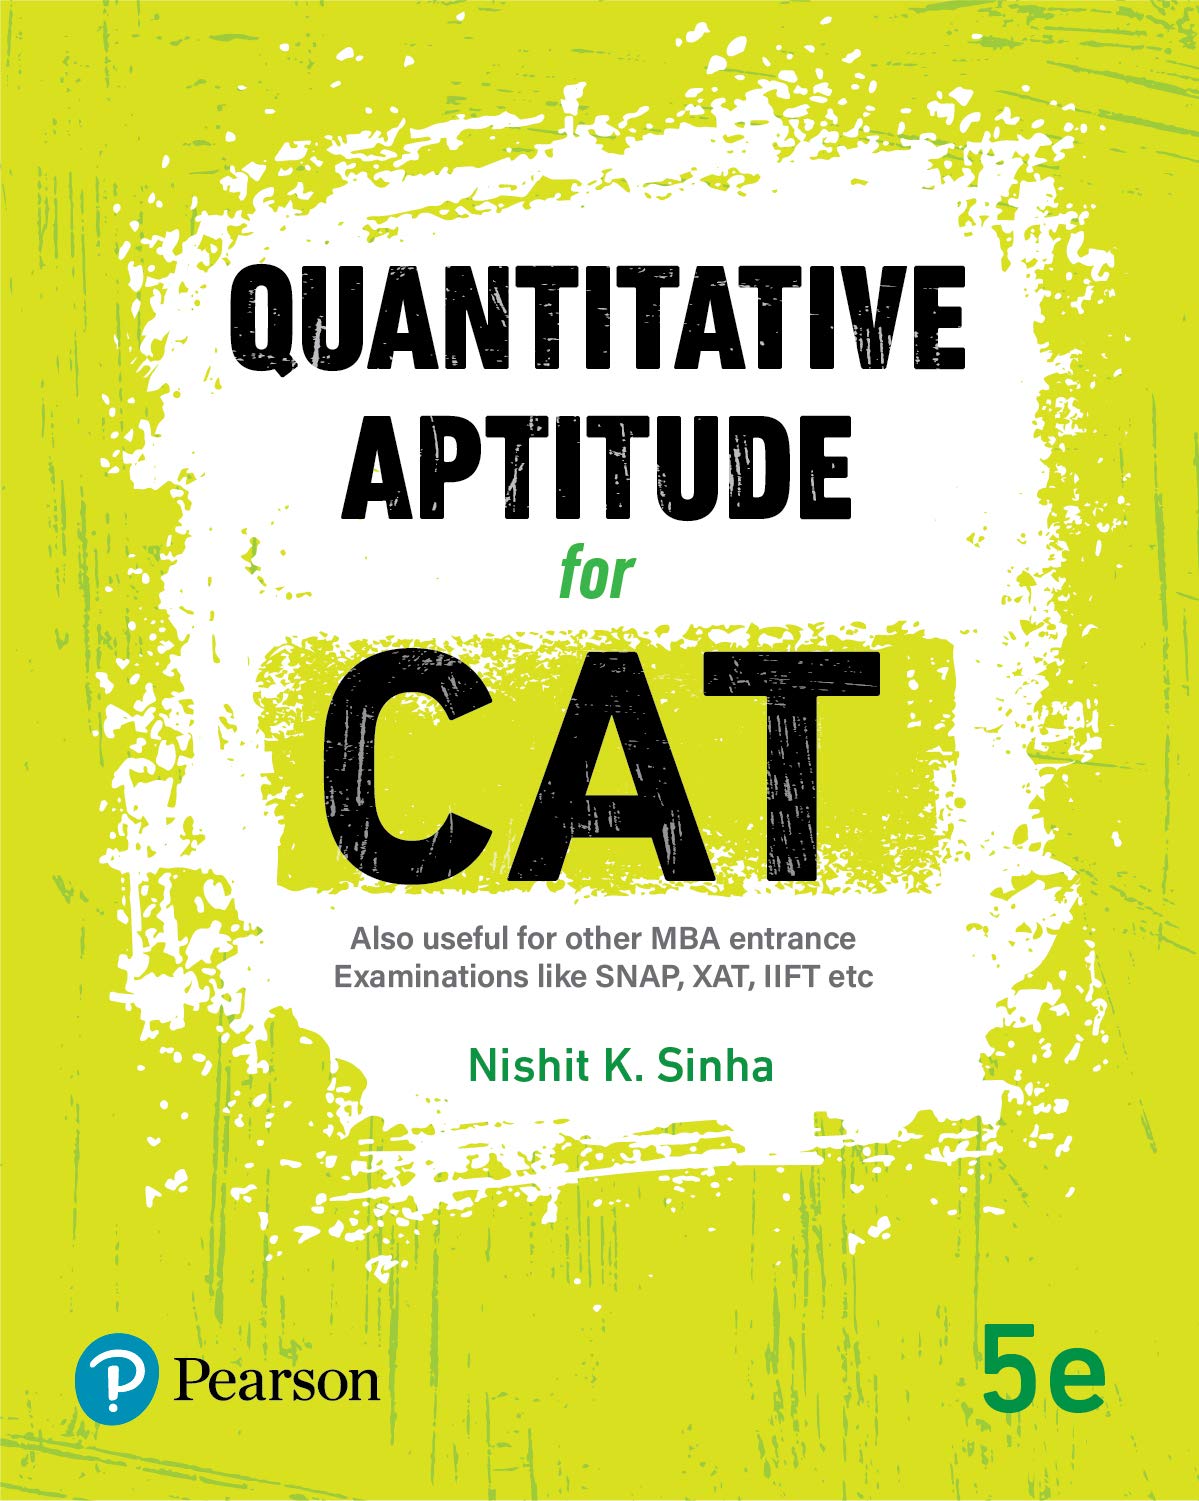 QUANTITATIVE
APTITUDE
for
CAT
Also useful for other MBA entrance
Examinations like SNAP, XAT, IIFT etc
Nishit K. Sinha
P Pearson
5e